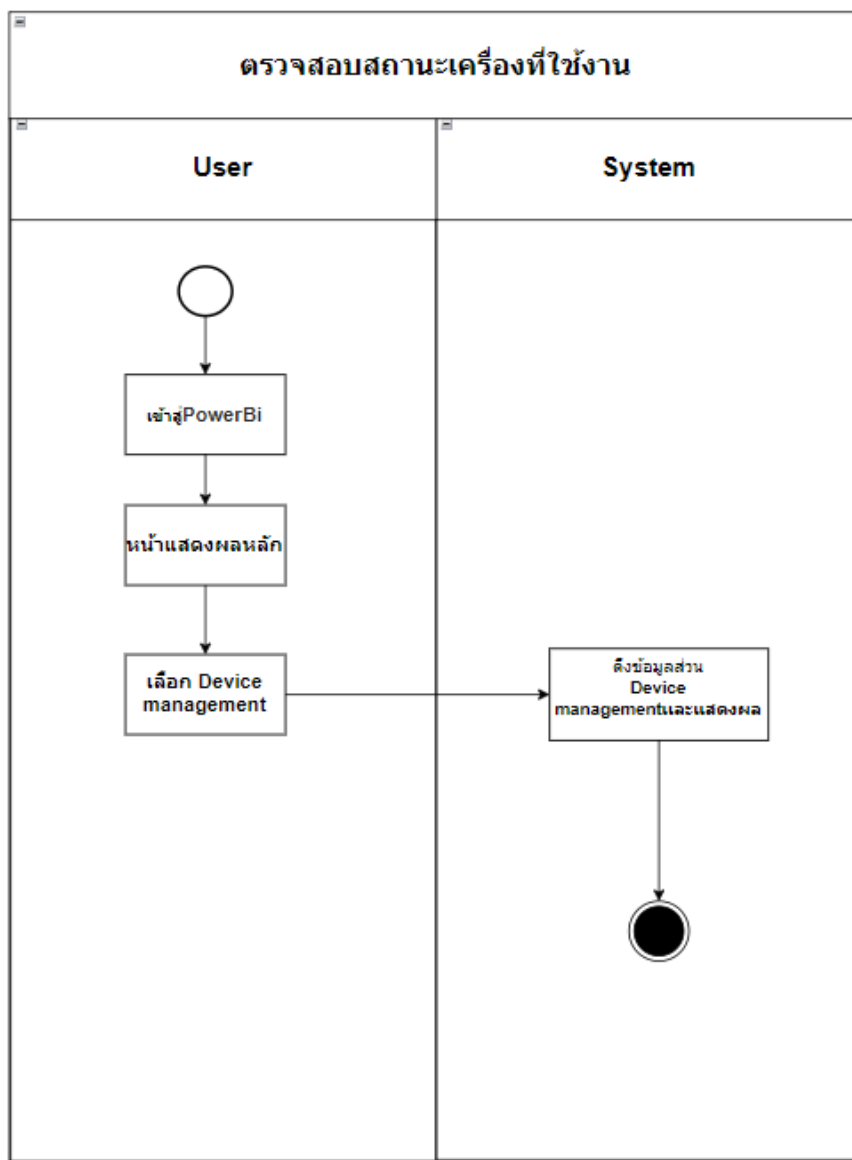 ตรวจสอบสถานะเครื่องที่ใช้งาน
User
System
เข้าสู่PowerBi
หน้าแสดงผลหลัก
เลือก Device
management
ดึงข้อมูลส่วน
Device
managementและแสดงผล